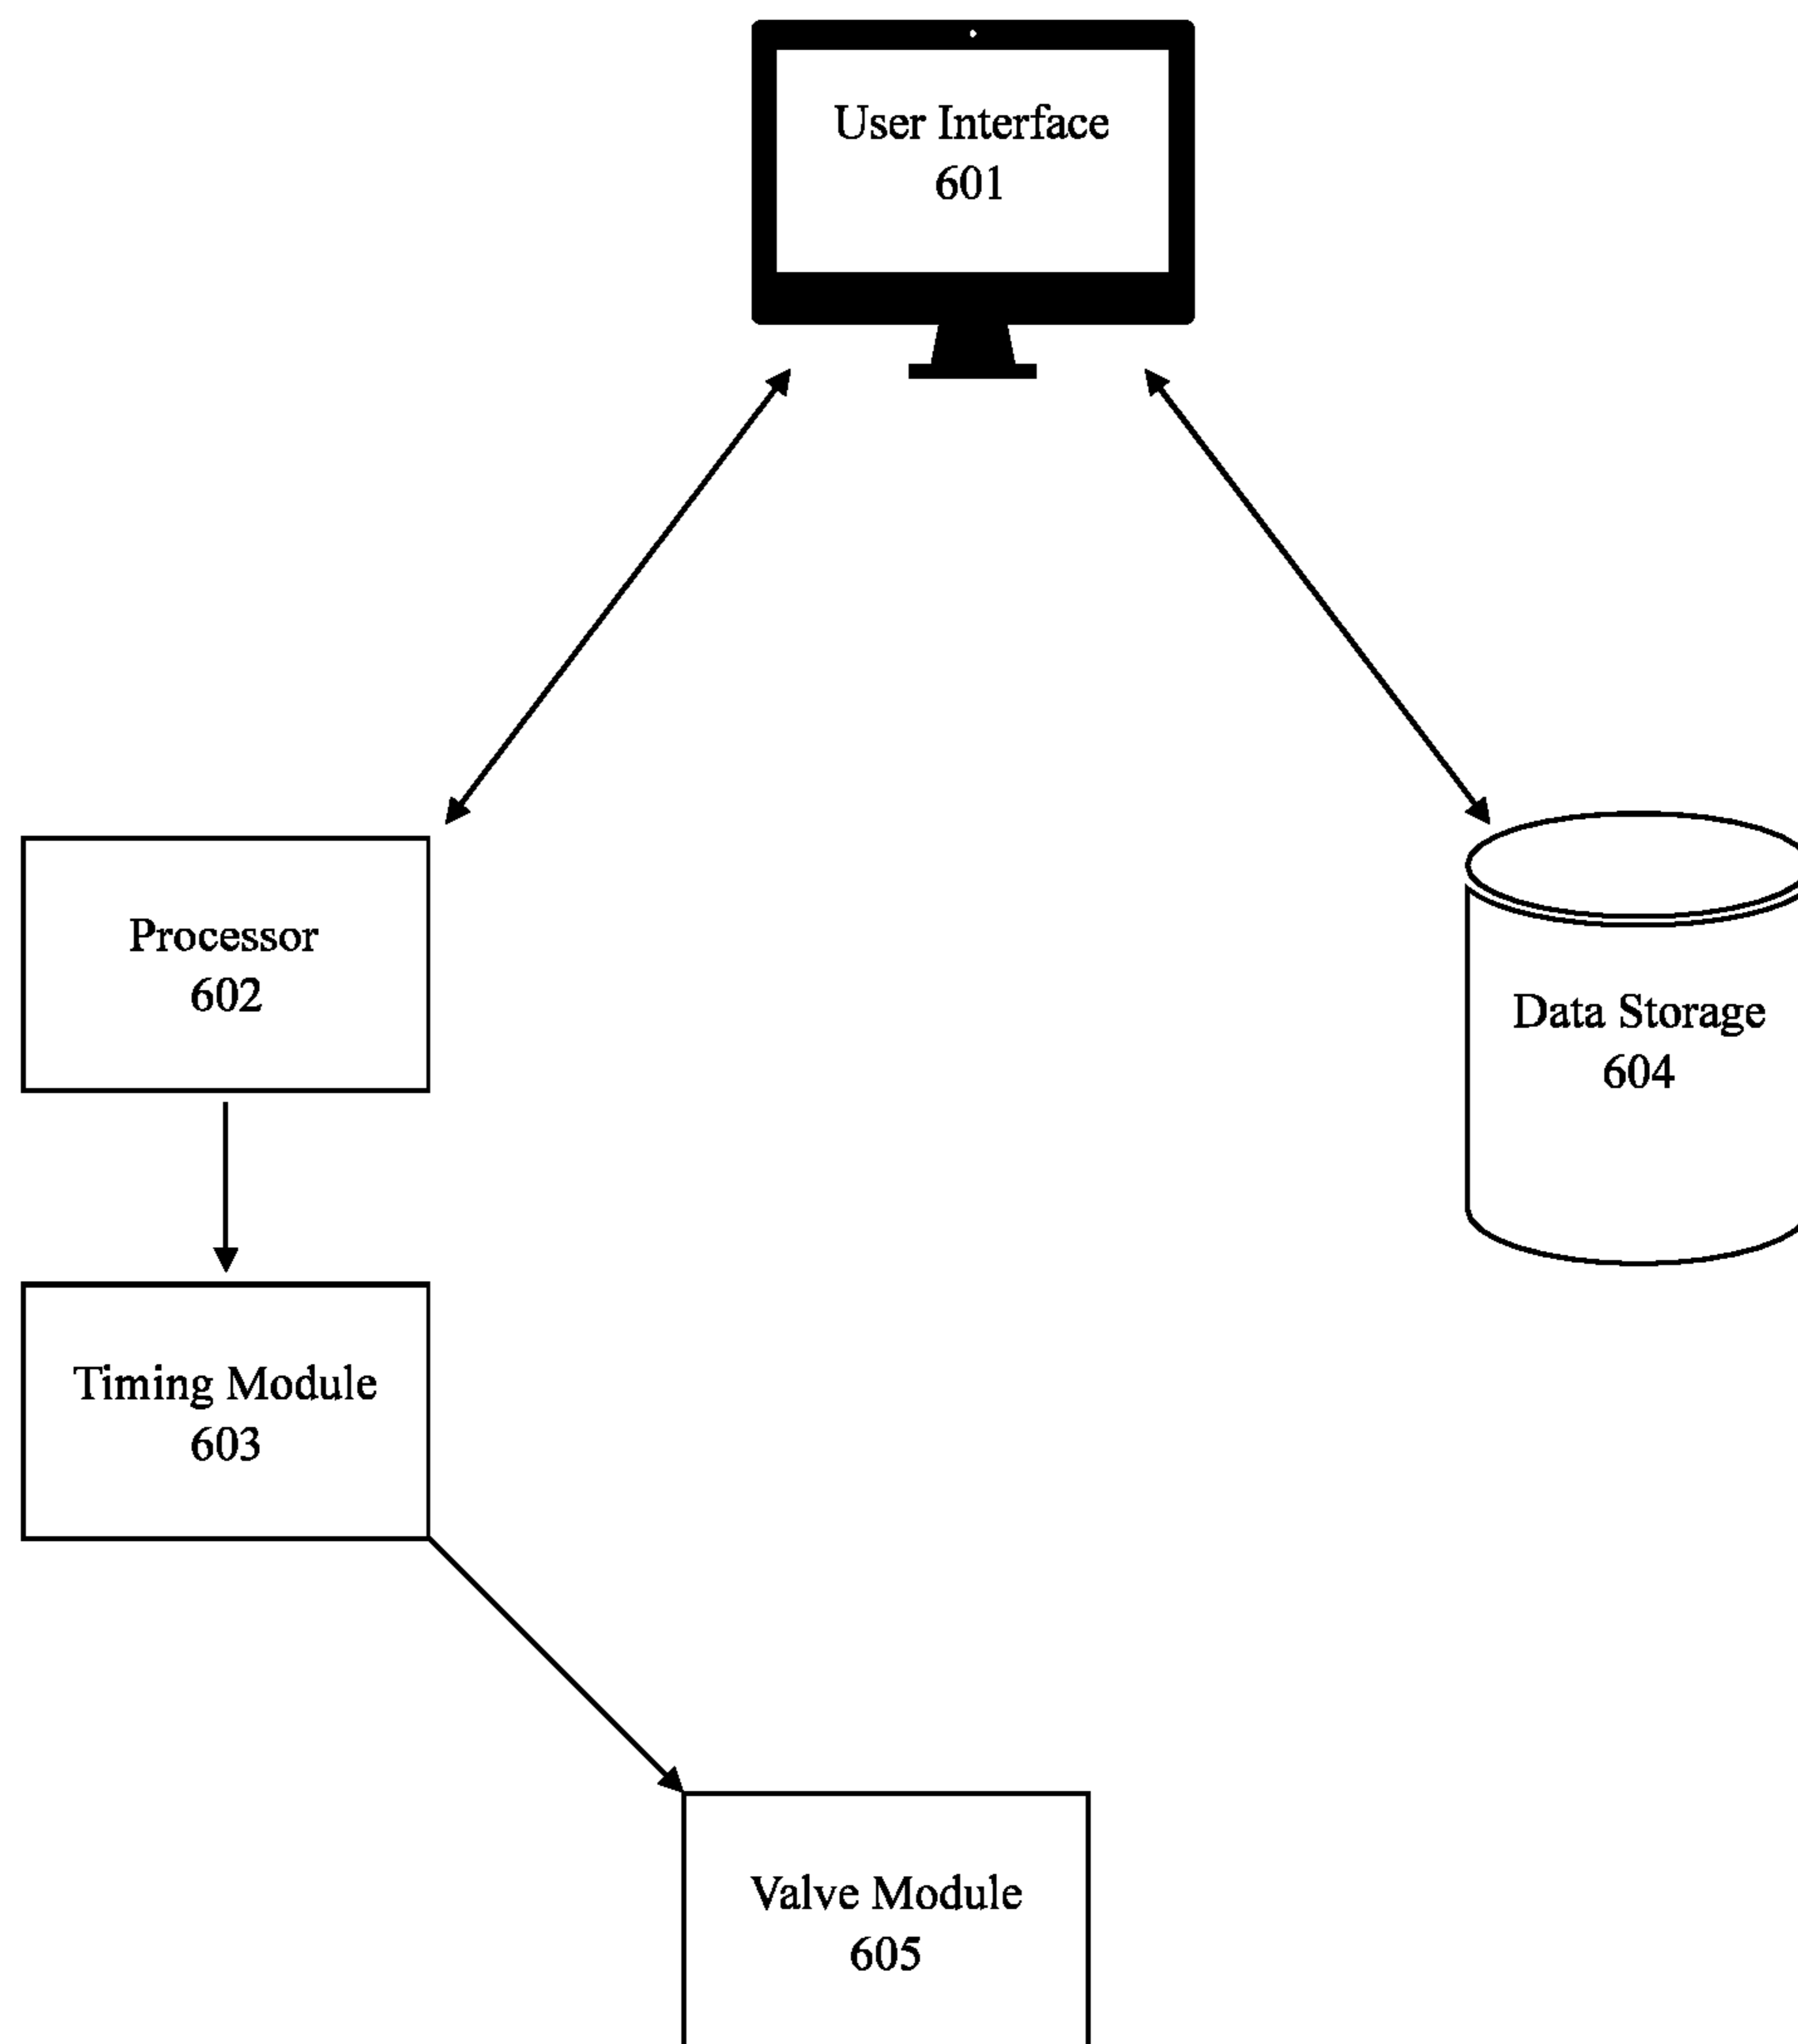 User Interface
601
Processor
602
Data Storage
604
Timing Module
603
Valve Module
605